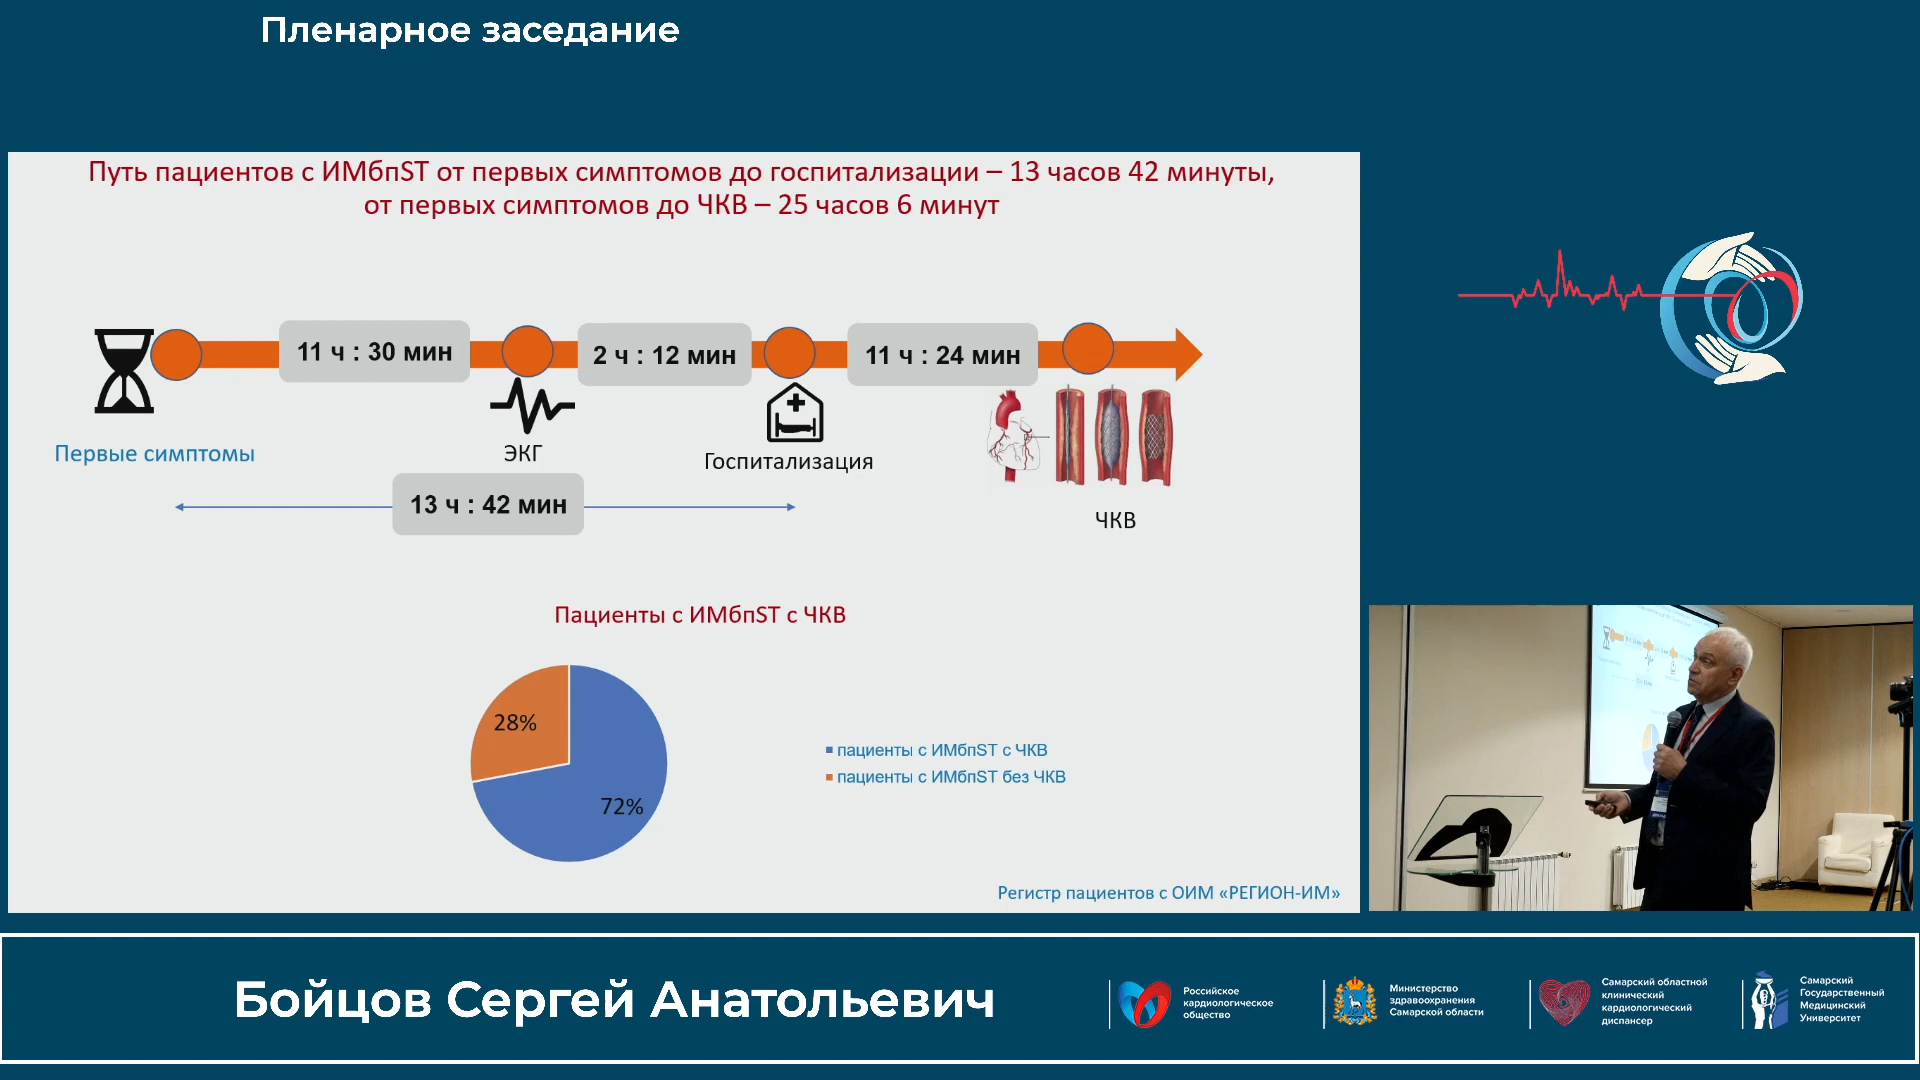 Пленарное заседание
Путь пациентов с ИМбпST от первых симптомов до госпитализации – 13 часов 42 минуты,
от первых симптомов до ЧКВ – 25 часов 6 минут
11 ч : 30 мин
2 ч : 12 мин
11 ч : 24 мин
Первые симптомы
ЭКГ
Госпитализация
13 ч : 42 мин
ЧКВ
Пациенты с ИМбпST с ЧКВ
28%
72%
пациенты с ИМбпST с ЧКВ
пациенты с ИМбпST без ЧКВ
Регистр пациентов с ОИМ «РЕГИОН-ИМ»
Бойцов Сергей Анатольевич
Российское
кардиологическое
общество
Министерство
здравоохранения
Самарской области
Самарский областной
клинический
кардиологический
диспансер
Самарский
Государственный
Медицинский
Университет